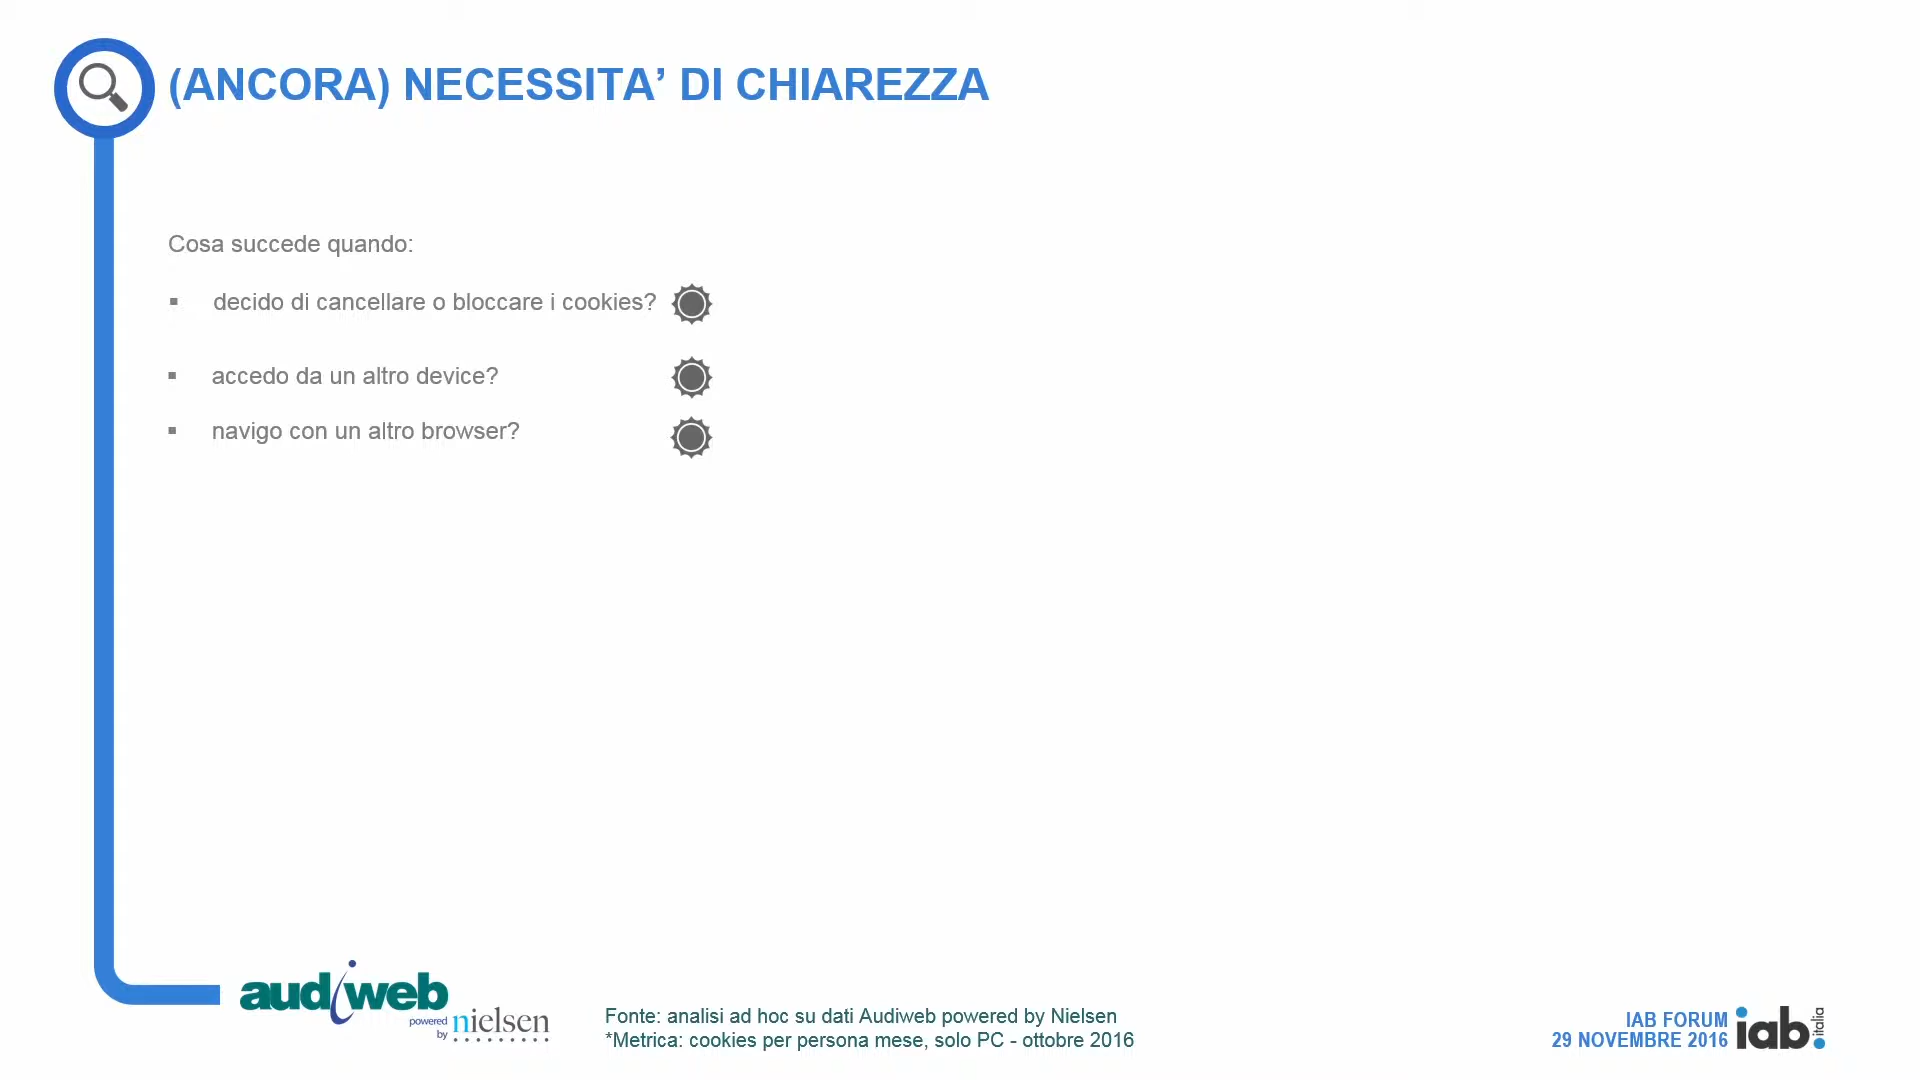 (ANCORA) NECESSITA’ DI CHIAREZZA
Cosa succede quando:
▪ decido di cancellare o bloccare i cookies?
▪ accedo da un altro device?
▪ navigo con un altro browser?
audiweb
powered by nielsen
Fonte: analisi ad hoc su dati Audiweb powered by Nielsen
*Metrica: cookies per persona mese, solo PC - ottobre 2016
IAB FORUM
29 NOVEMBRE 2016
iab italia